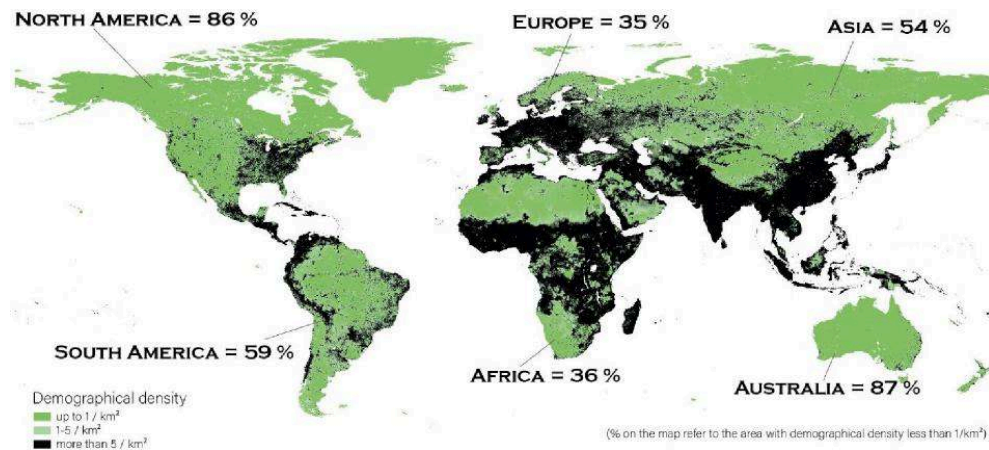 NORTH AMERICA = 86 %
EUROPE = 35 %
ASIA = 54 %
SOUTH AMERICA = 59 %
AFRICA = 36 %
AUSTRALIA = 87 %
Demographical density
up to 1 / km²
1-5 / km²
more than 5 / km²
(% on the map refer to the area with demographical density less than 1/km²)